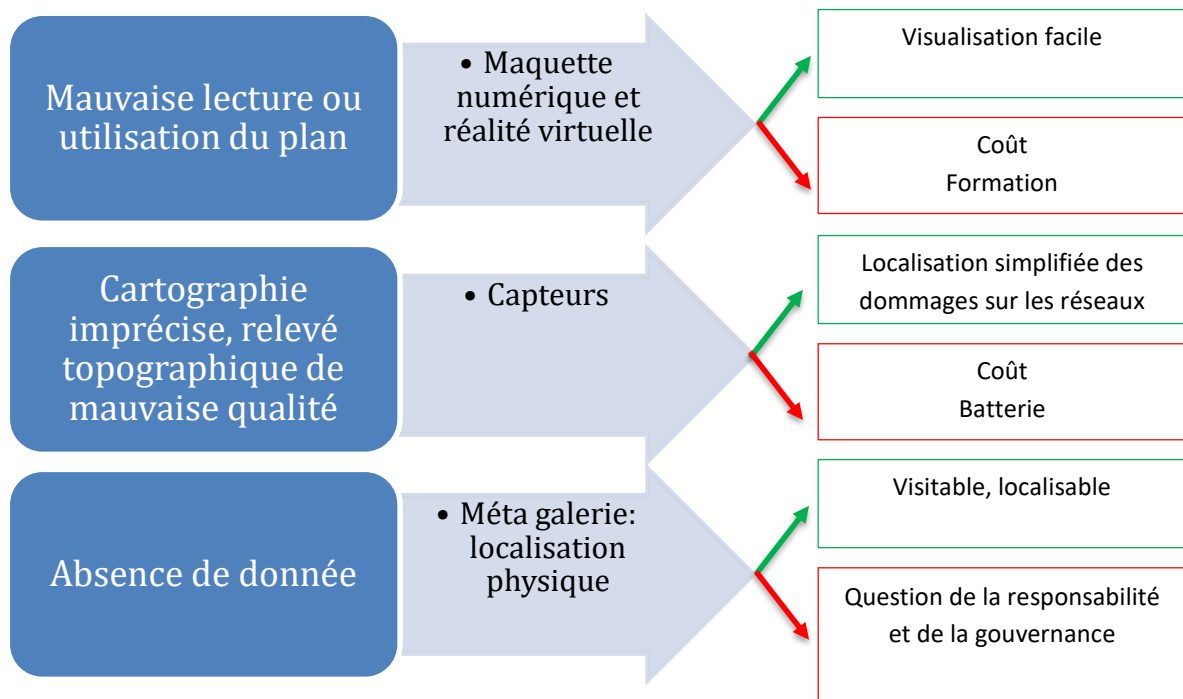 Mauvaise lecture ou
utilisation du plan
• Maquette
numérique et
réalité virtuelle
Visualisation facile
Coût
Formation
Cartographie
imprécise, relevé
topographique de
mauvaise qualité
• Capteurs
Localisation simplifiée des
dommages sur les réseaux
Coût
Batterie
Absence de donnée
• Méta galerie:
localisation
physique
Visitable, localisable
Question de la responsabilité
et de la gouvernance